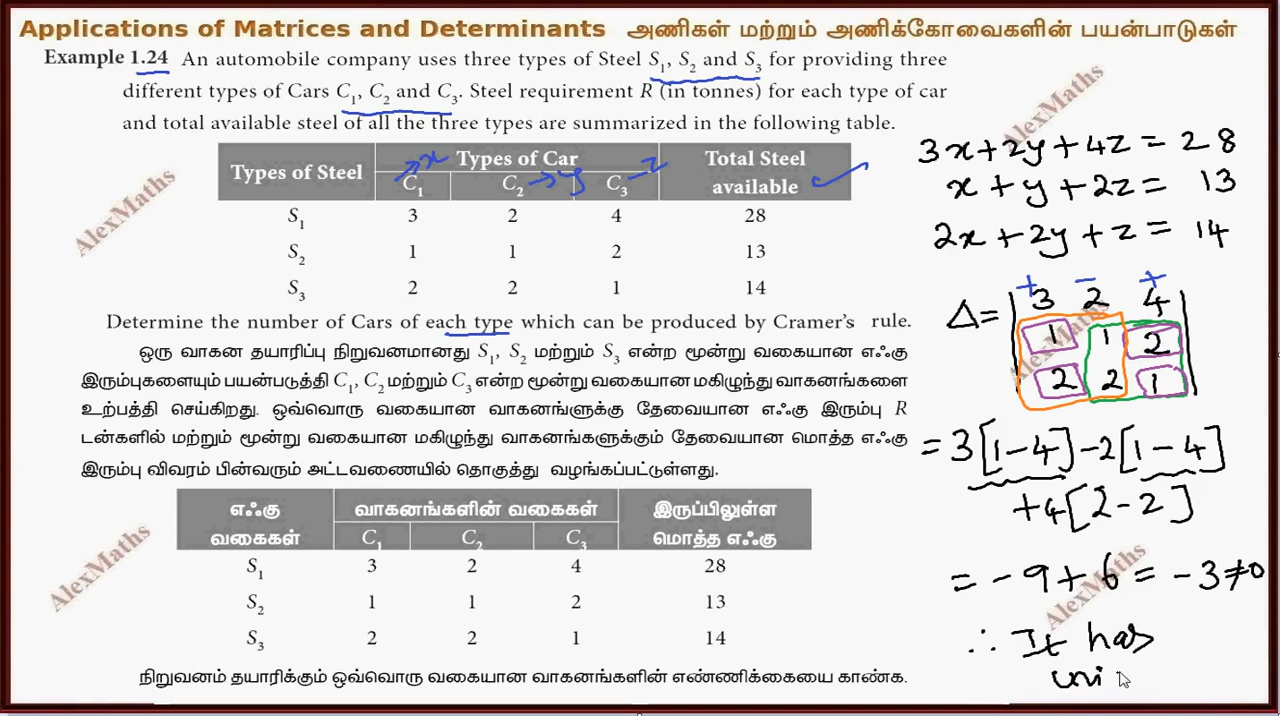 Applications of Matrices and Determinants அணிகள் மற்றும் அணிக்கோவைகளின் பயன்பாடுகள்
Example 1.24 An automobile company uses three types of Steel S₁, S₂ and S₃ for providing three
different types of Cars C₁, C₂ and C₃. Steel requirement R (in tonnes) for each type of car
and total available steel of all the three types are summarized in the following table.
Types of Steel Types of Car Total Steel available
C₁ → x C₂ → y C₃ – z
S₁ 3 2 4 28
S₂ 1 1 2 13
S₃ 2 2 1 14
Determine the number of Cars of each type which can be produced by Cramer's rule.
ஒரு வாகன தயாரிப்பு நிறுவனமானது S₁, S₂ மற்றும் S₃ என்ற மூன்று வகையான எஃகு
இரும்புகளையும் பயன்படுத்தி C₁, C₂ மற்றும் C₃ என்ற மூன்று வகையான மகிழுந்து வாகனங்களை
உற்பத்தி செய்கிறது. ஒவ்வொரு வகையான வாகனங்ளுக்கு தேவையான எஃகு இரும்பு R
டன்களில் மற்றும் மூன்று வகையான மகிழுந்து வாகனங்களுக்கும் தேவையான மொத்த எஃகு
இரும்பு விவரம் பின்வரும் அட்டவணையில் தொகுத்து வழங்கப்பட்டுள்ளது.
எஃகு வகைகள் வாகனங்களின் வகைகள் இருப்பிலுள்ள மொத்த எஃகு
C₁ C₂ C₃
S₁ 3 2 4 28
S₂ 1 1 2 13
S₃ 2 2 1 14
நிறுவனம் தயாரிக்கும் ஒவ்வொரு வகையான வாகனங்களின் எண்ணிக்கையை காண்க.
3x+2y+4z = 28
x+y+2z = 13
2x+2y+z = 14
+ − +
Δ = | 3 2 4 |
| 1 1 2 |
| 2 2 1 |
= 3[1−4]−2[1−4]
+4[2−2]
= −9+6 = −3≠0
∴ It has
uni
AlexMaths
AlexMaths
AlexMaths
AlexMaths
AlexMaths